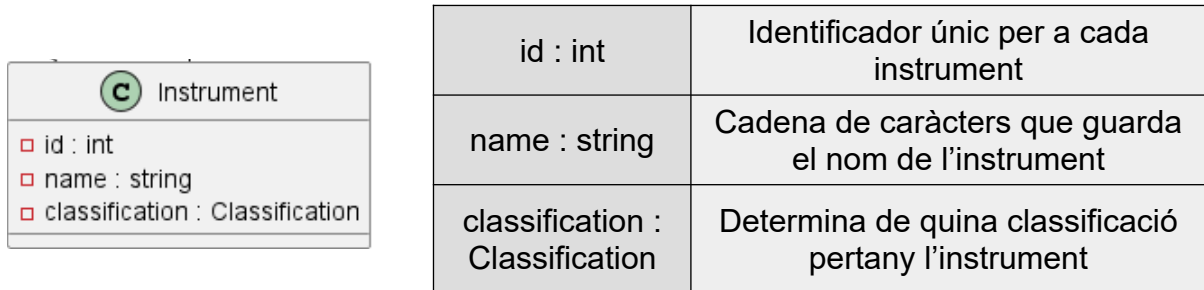 C Instrument
id : int
name : string
classification : Classification
id : int
Identificador únic per a cada
instrument
name : string
Cadena de caràcters que guarda
el nom de l’instrument
classification :
Classification
Determina de quina classificació
pertany l’instrument